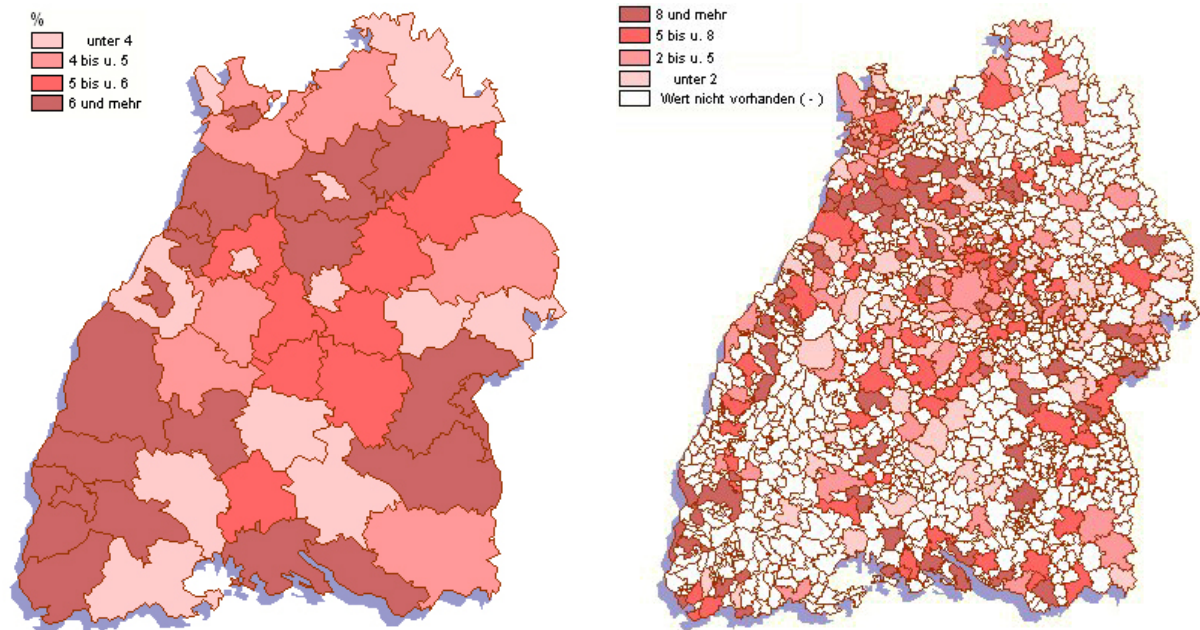 %
unter 4
4 bis u. 5
5 bis u. 6
6 und mehr
8 und mehr
5 bis u. 8
2 bis u. 5
unter 2
Wert nicht vorhanden ( - )